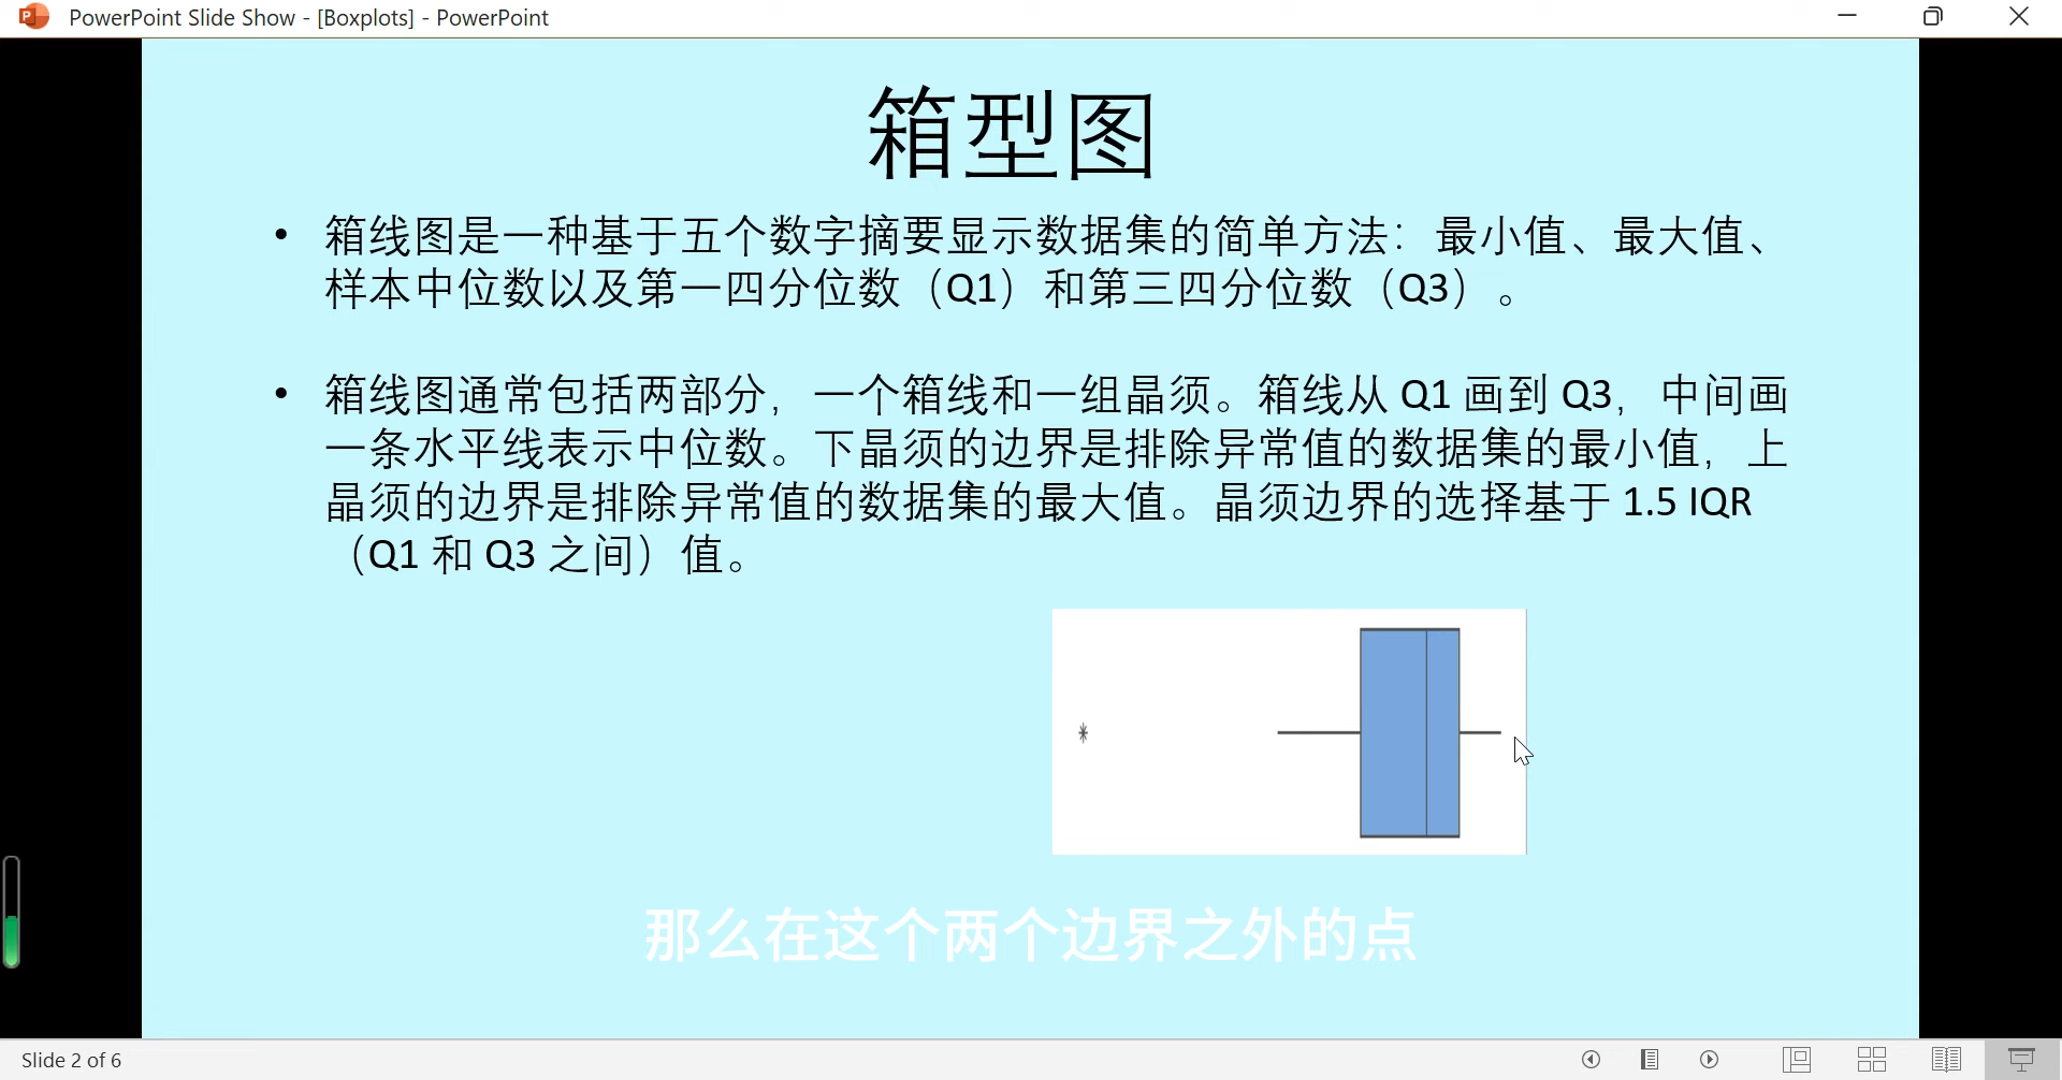 PowerPoint Slide Show - [Boxplots] - PowerPoint
箱型图
• 箱线图是一种基于五个数字摘要显示数据集的简单方法：最小值、最大值、
样本中位数以及第一四分位数（Q1）和第三四分位数（Q3）。
• 箱线图通常包括两部分，一个箱线和一组晶须。箱线从 Q1 画到 Q3，中间画
一条水平线表示中位数。下晶须的边界是排除异常值的数据集的最小值，上
晶须的边界是排除异常值的数据集的最大值。晶须边界的选择基于 1.5 IQR
（Q1 和 Q3 之间）值。
那么在这个两个边界之外的点
Slide 2 of 6